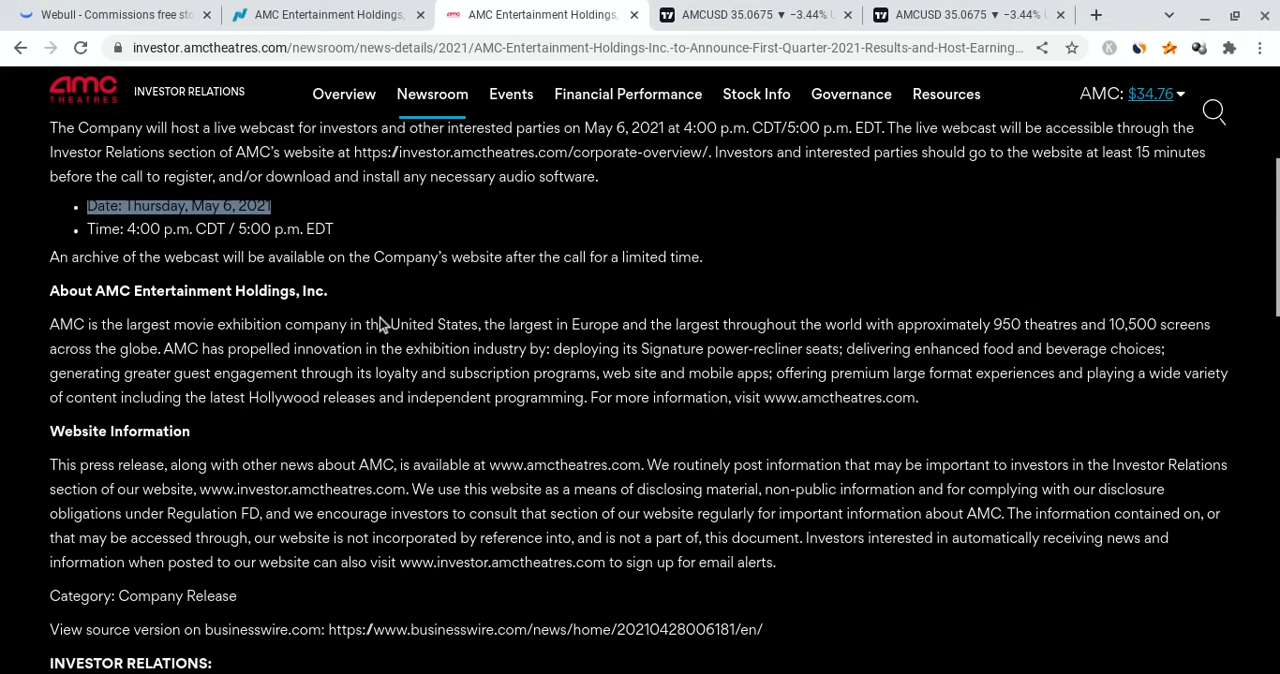 Webull - Commissions free sto
AMC Entertainment Holdings,
AMC Entertainment Holdings,
AMCUSD 35.0675 ▼ −3.44%
AMCUSD 35.0675 ▼ −3.44%
investor.amctheatres.com/newsroom/news-details/2021/AMC-Entertainment-Holdings-Inc.-to-Announce-First-Quarter-2021-Results-and-Host-Earning...
amc THEATRES INVESTOR RELATIONS Overview Newsroom Events Financial Performance Stock Info Governance Resources AMC: $34.76
The Company will host a live webcast for investors and other interested parties on May 6, 2021 at 4:00 p.m. CDT/5:00 p.m. EDT. The live webcast will be accessible through the
Investor Relations section of AMC's website at https://investor.amctheatres.com/corporate-overview/. Investors and interested parties should go to the website at least 15 minutes
before the call to register, and/or download and install any necessary audio software.
• Date: Thursday, May 6, 2021
• Time: 4:00 p.m. CDT / 5:00 p.m. EDT
An archive of the webcast will be available on the Company's website after the call for a limited time.
About AMC Entertainment Holdings, Inc.
AMC is the largest movie exhibition company in the United States, the largest in Europe and the largest throughout the world with approximately 950 theatres and 10,500 screens
across the globe. AMC has propelled innovation in the exhibition industry by: deploying its Signature power-recliner seats; delivering enhanced food and beverage choices;
generating greater guest engagement through its loyalty and subscription programs, web site and mobile apps; offering premium large format experiences and playing a wide variety
of content including the latest Hollywood releases and independent programming. For more information, visit www.amctheatres.com.
Website Information
This press release, along with other news about AMC, is available at www.amctheatres.com. We routinely post information that may be important to investors in the Investor Relations
section of our website, www.investor.amctheatres.com. We use this website as a means of disclosing material, non-public information and for complying with our disclosure
obligations under Regulation FD, and we encourage investors to consult that section of our website regularly for important information about AMC. The information contained on, or
that may be accessed through, our website is not incorporated by reference into, and is not a part of, this document. Investors interested in automatically receiving news and
information when posted to our website can also visit www.investor.amctheatres.com to sign up for email alerts.
Category: Company Release
View source version on businesswire.com: https://www.businesswire.com/news/home/20210428006181/en/
INVESTOR RELATIONS: